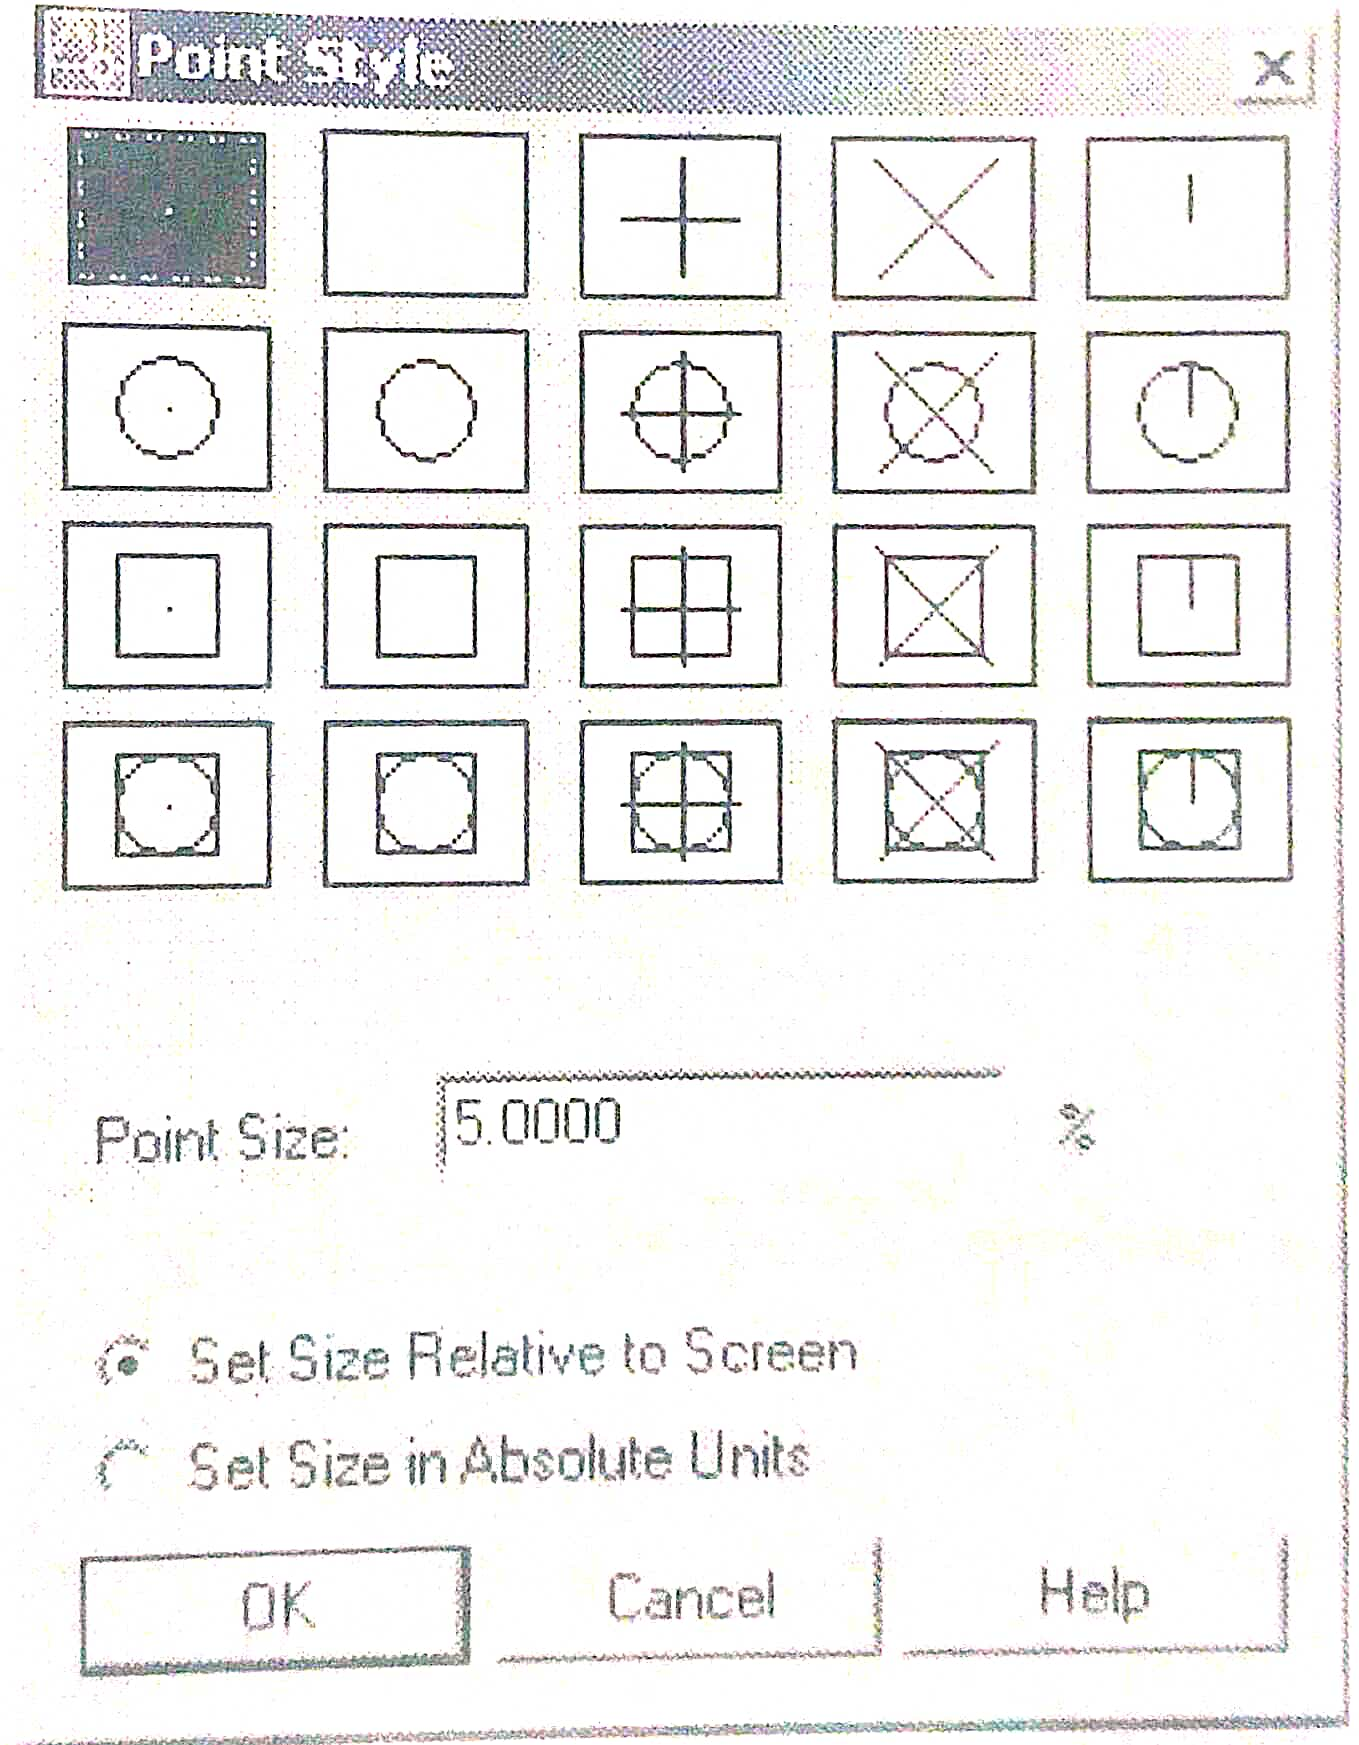 Point Style
Point Size: 5.0000 %
Set Size Relative to Screen
Set Size in Absolute Units
OK Cancel Help